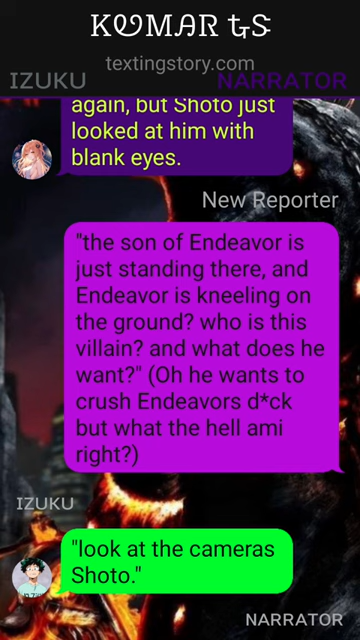 KUMAR ts
textingstory.com
IZUKU NARRATOR
again, but Shoto just
looked at him with
blank eyes.
New Reporter
"the son of Endeavor is
just standing there, and
Endeavor is kneeling on
the ground? who is this
villain? and what does he
want?" (Oh he wants to
crush Endeavors d*ck
but what the hell ami
right?)
IZUKU
"look at the cameras
Shoto."
NARRATOR